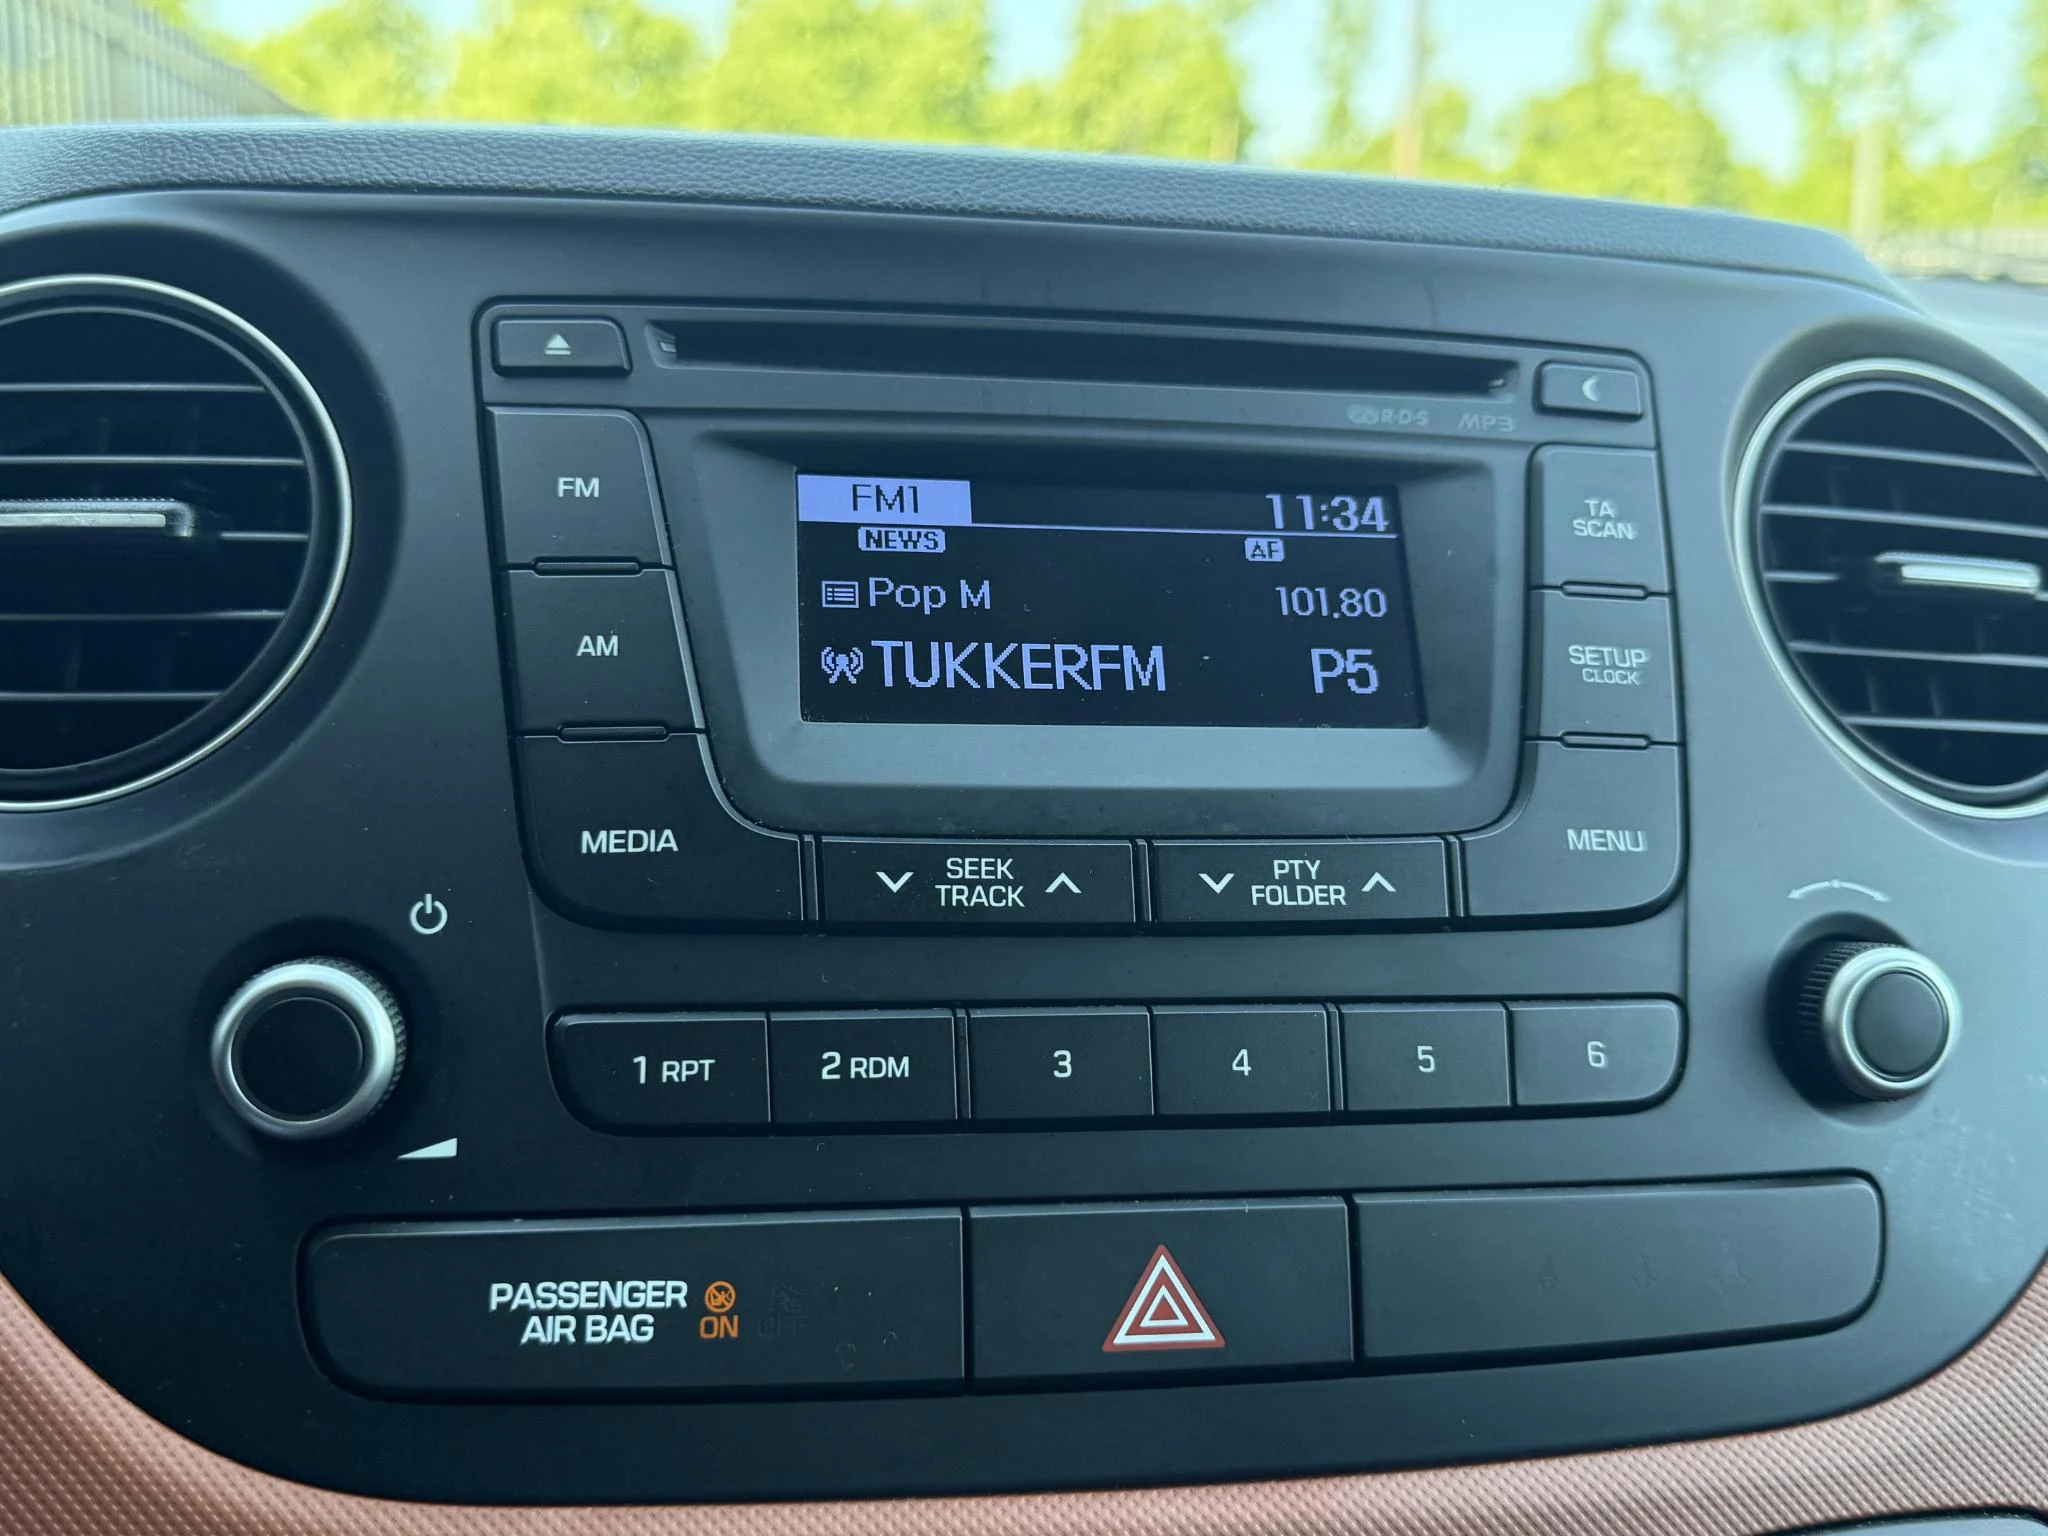 R·D·S MP3
FM
FM1 11:34
NEWS AF
TA
SCAN
Pop M 101.80
TUKKERFM P5
AM
SETUP
CLOCK
MEDIA
SEEK
TRACK
PTY
FOLDER
MENU
1 RPT 2 RDM 3 4 5 6
PASSENGER
AIR BAG
ON OFF